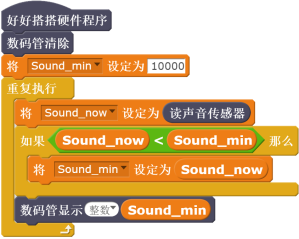 好好搭搭硬件程序
数码管清除
将 Sound_min 设定为 10000
重复执行
将 Sound_now 设定为 读声音传感器
如果 Sound_now < Sound_min 那么
将 Sound_min 设定为 Sound_now
数码管显示 整数 Sound_min